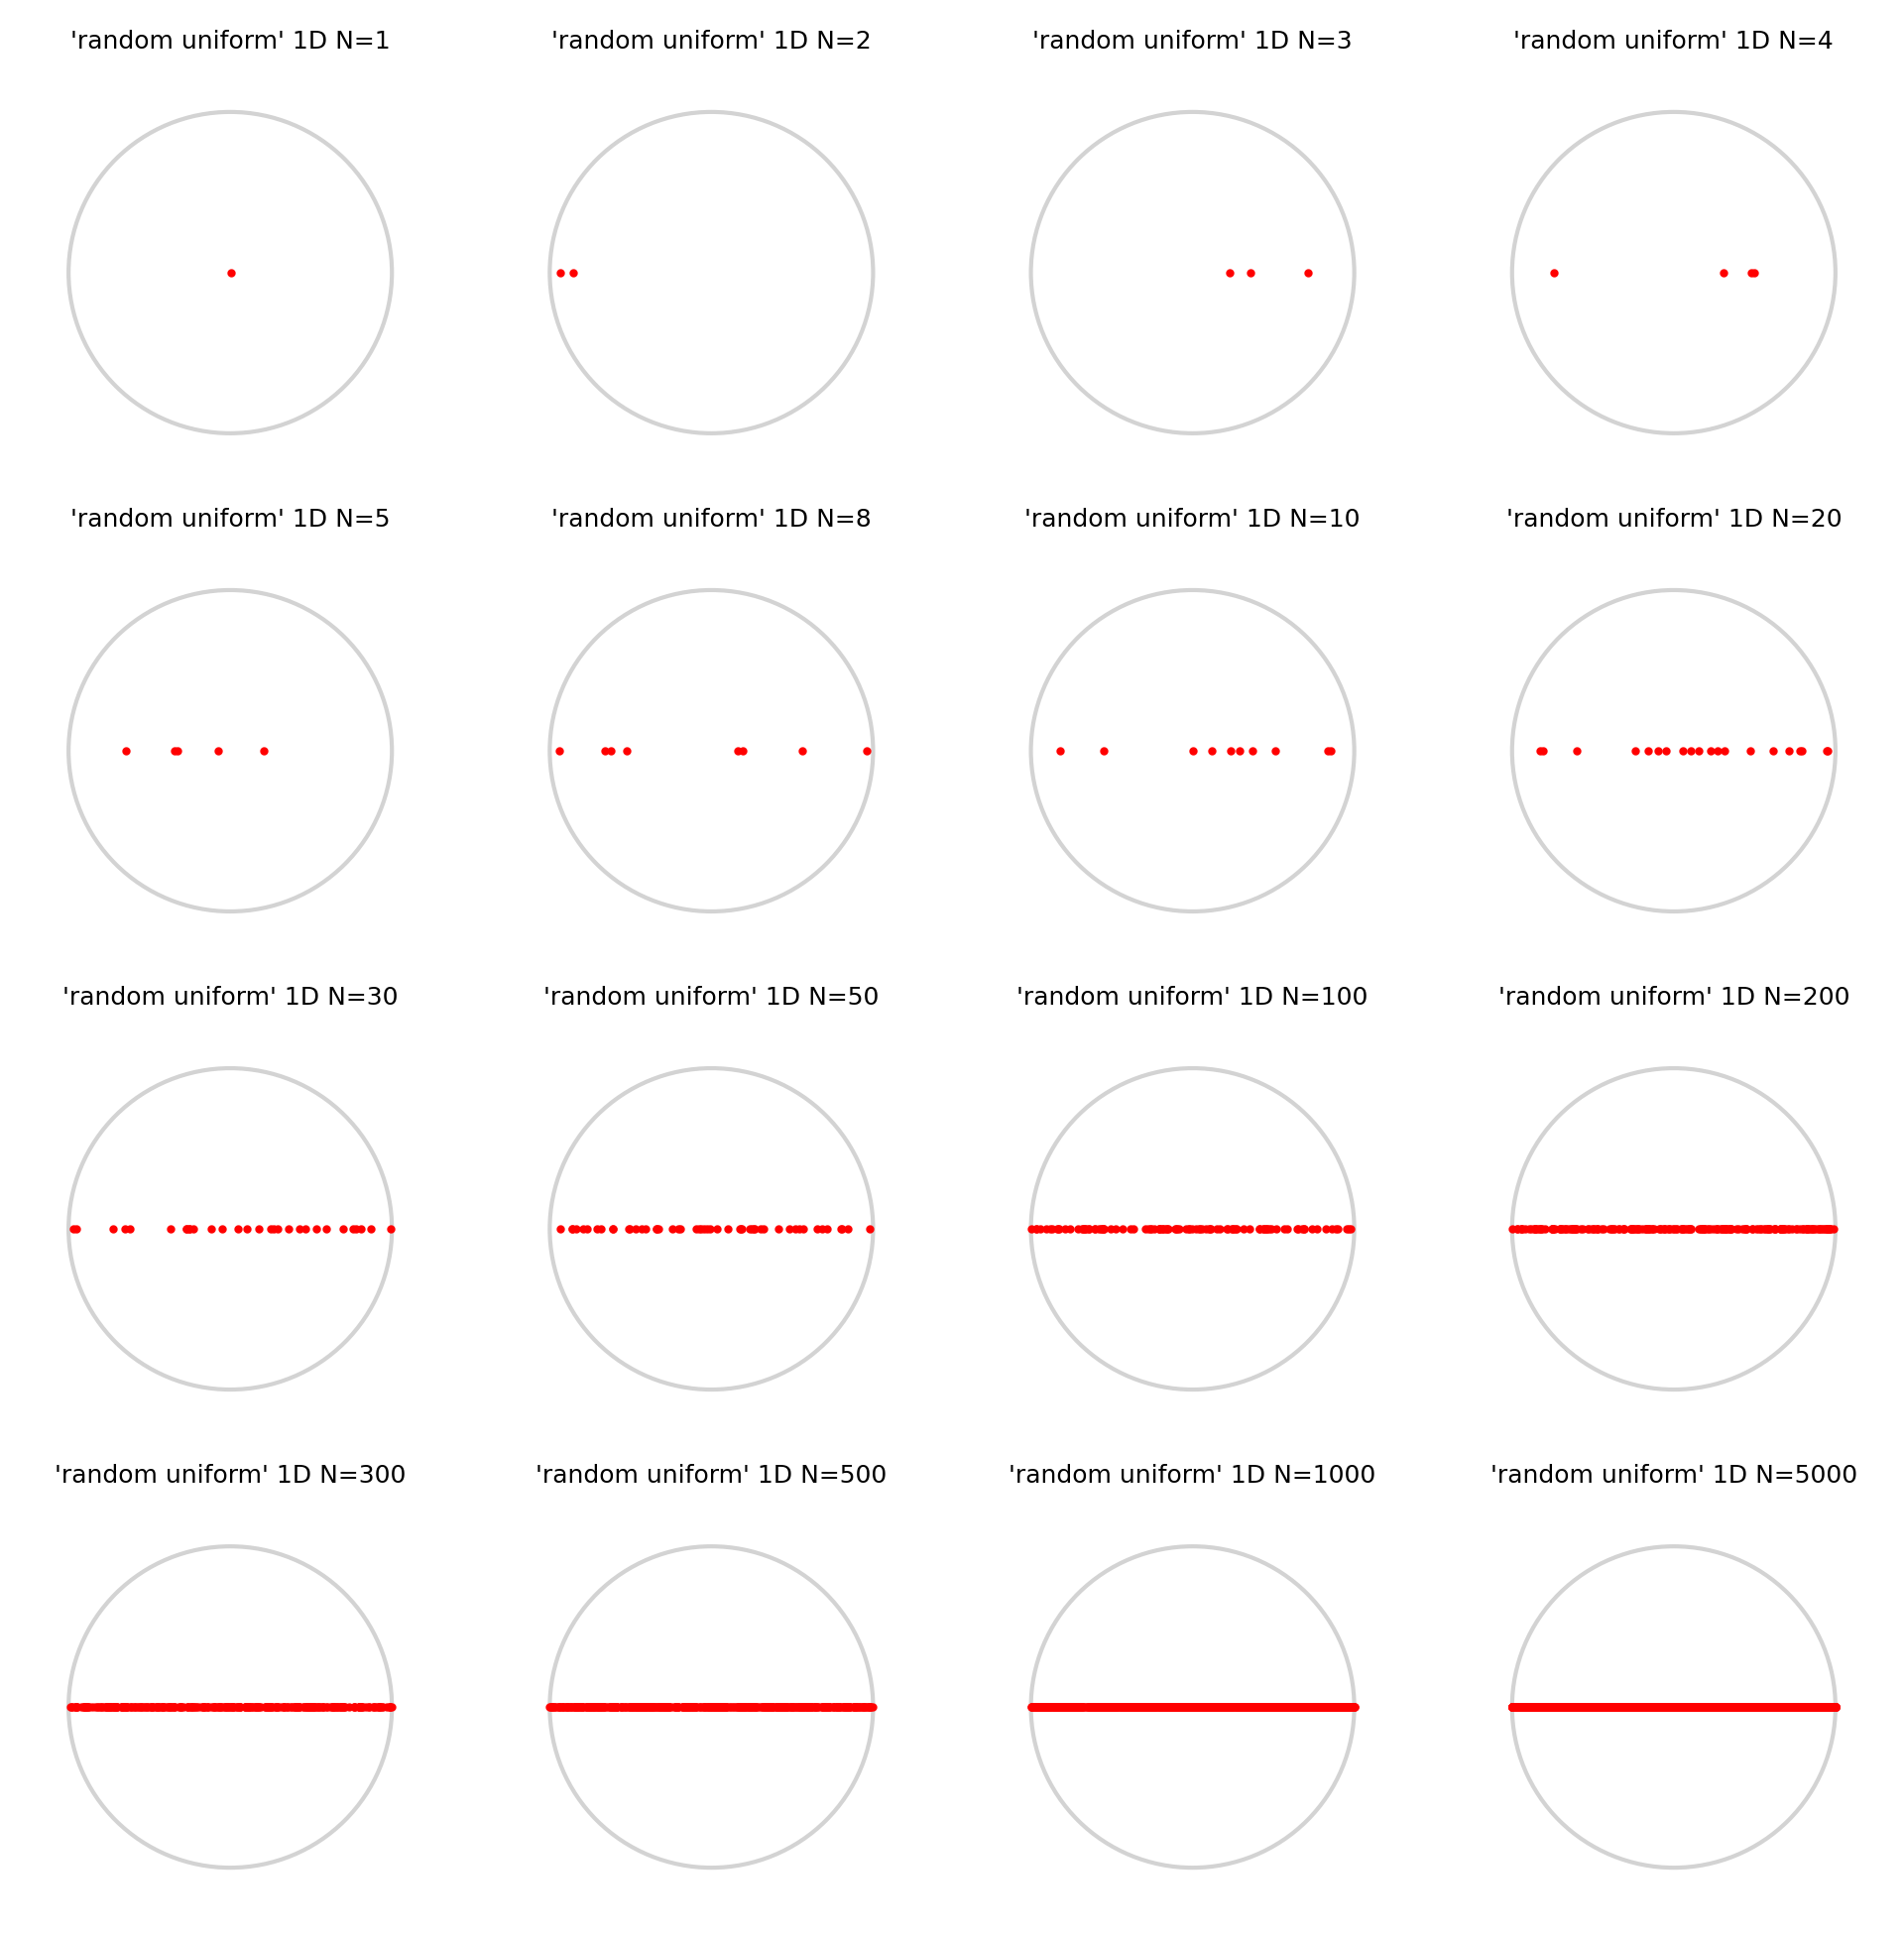 'random uniform' 1D N=1
'random uniform' 1D N=2
'random uniform' 1D N=3
'random uniform' 1D N=4
'random uniform' 1D N=5
'random uniform' 1D N=8
'random uniform' 1D N=10
'random uniform' 1D N=20
'random uniform' 1D N=30
'random uniform' 1D N=50
'random uniform' 1D N=100
'random uniform' 1D N=200
'random uniform' 1D N=300
'random uniform' 1D N=500
'random uniform' 1D N=1000
'random uniform' 1D N=5000